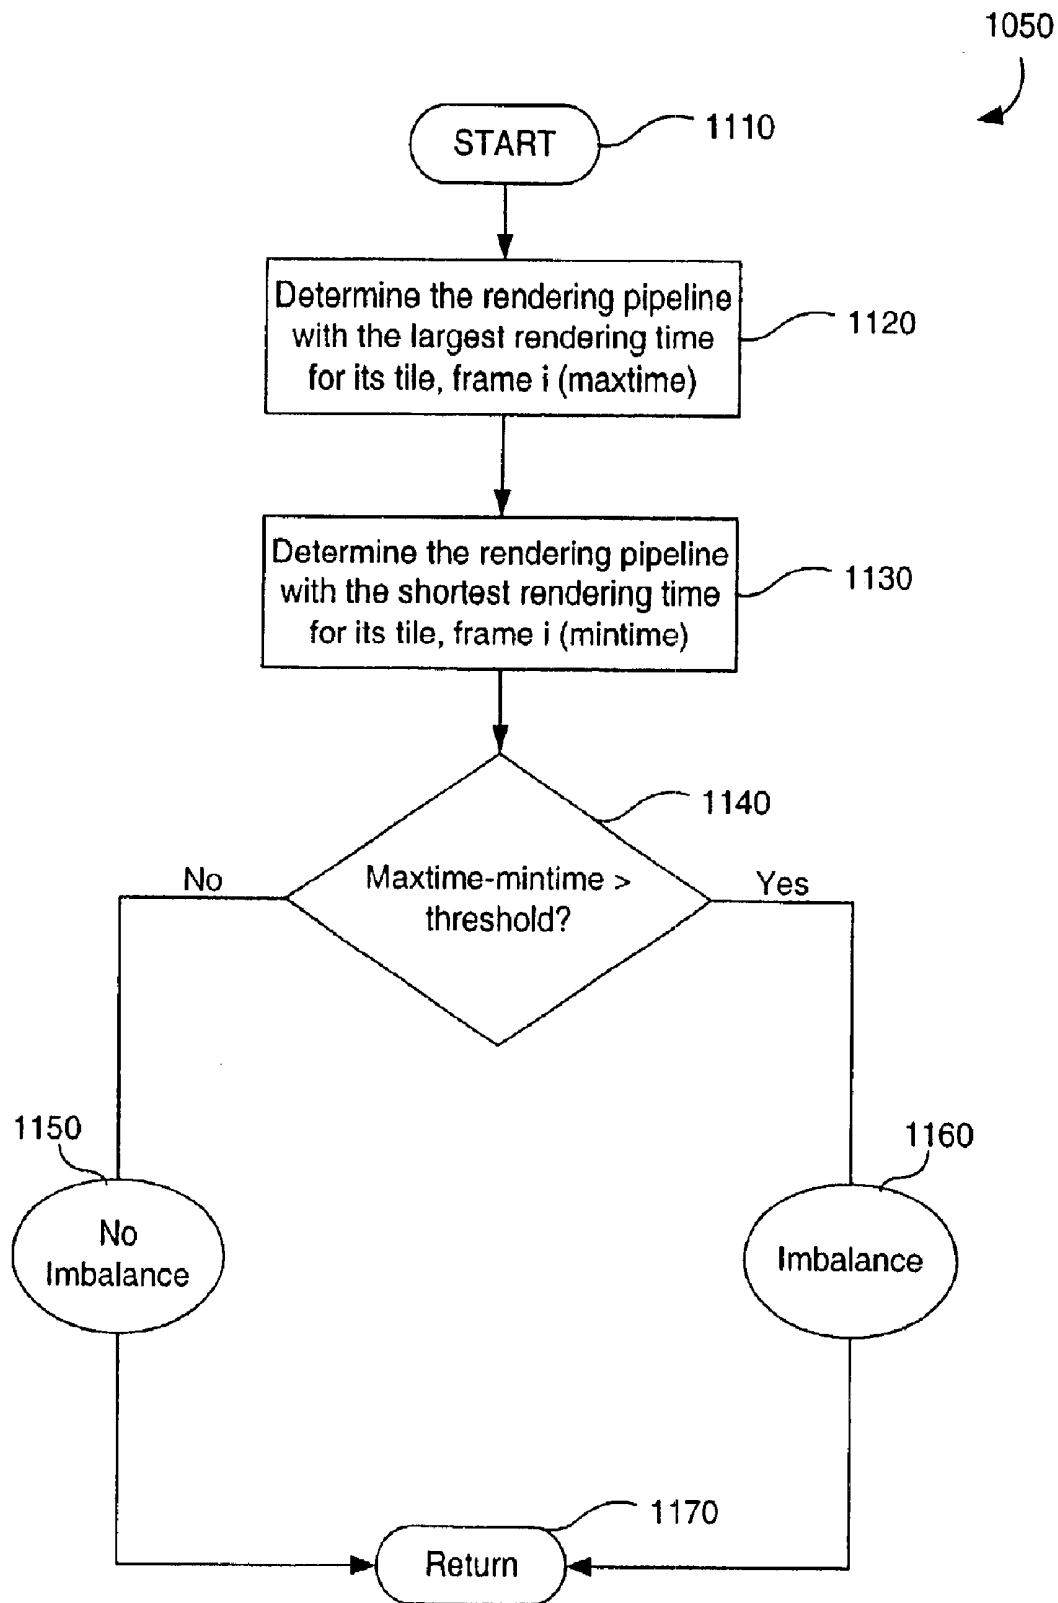 1050
START
1110
Determine the rendering pipeline
with the largest rendering time
for its tile, frame i (maxtime)
1120
Determine the rendering pipeline
with the shortest rendering time
for its tile, frame i (mintime)
1130
1140
Maxtime-mintime >
threshold?
No
Yes
1150
No
Imbalance
1160
Imbalance
1170
Return